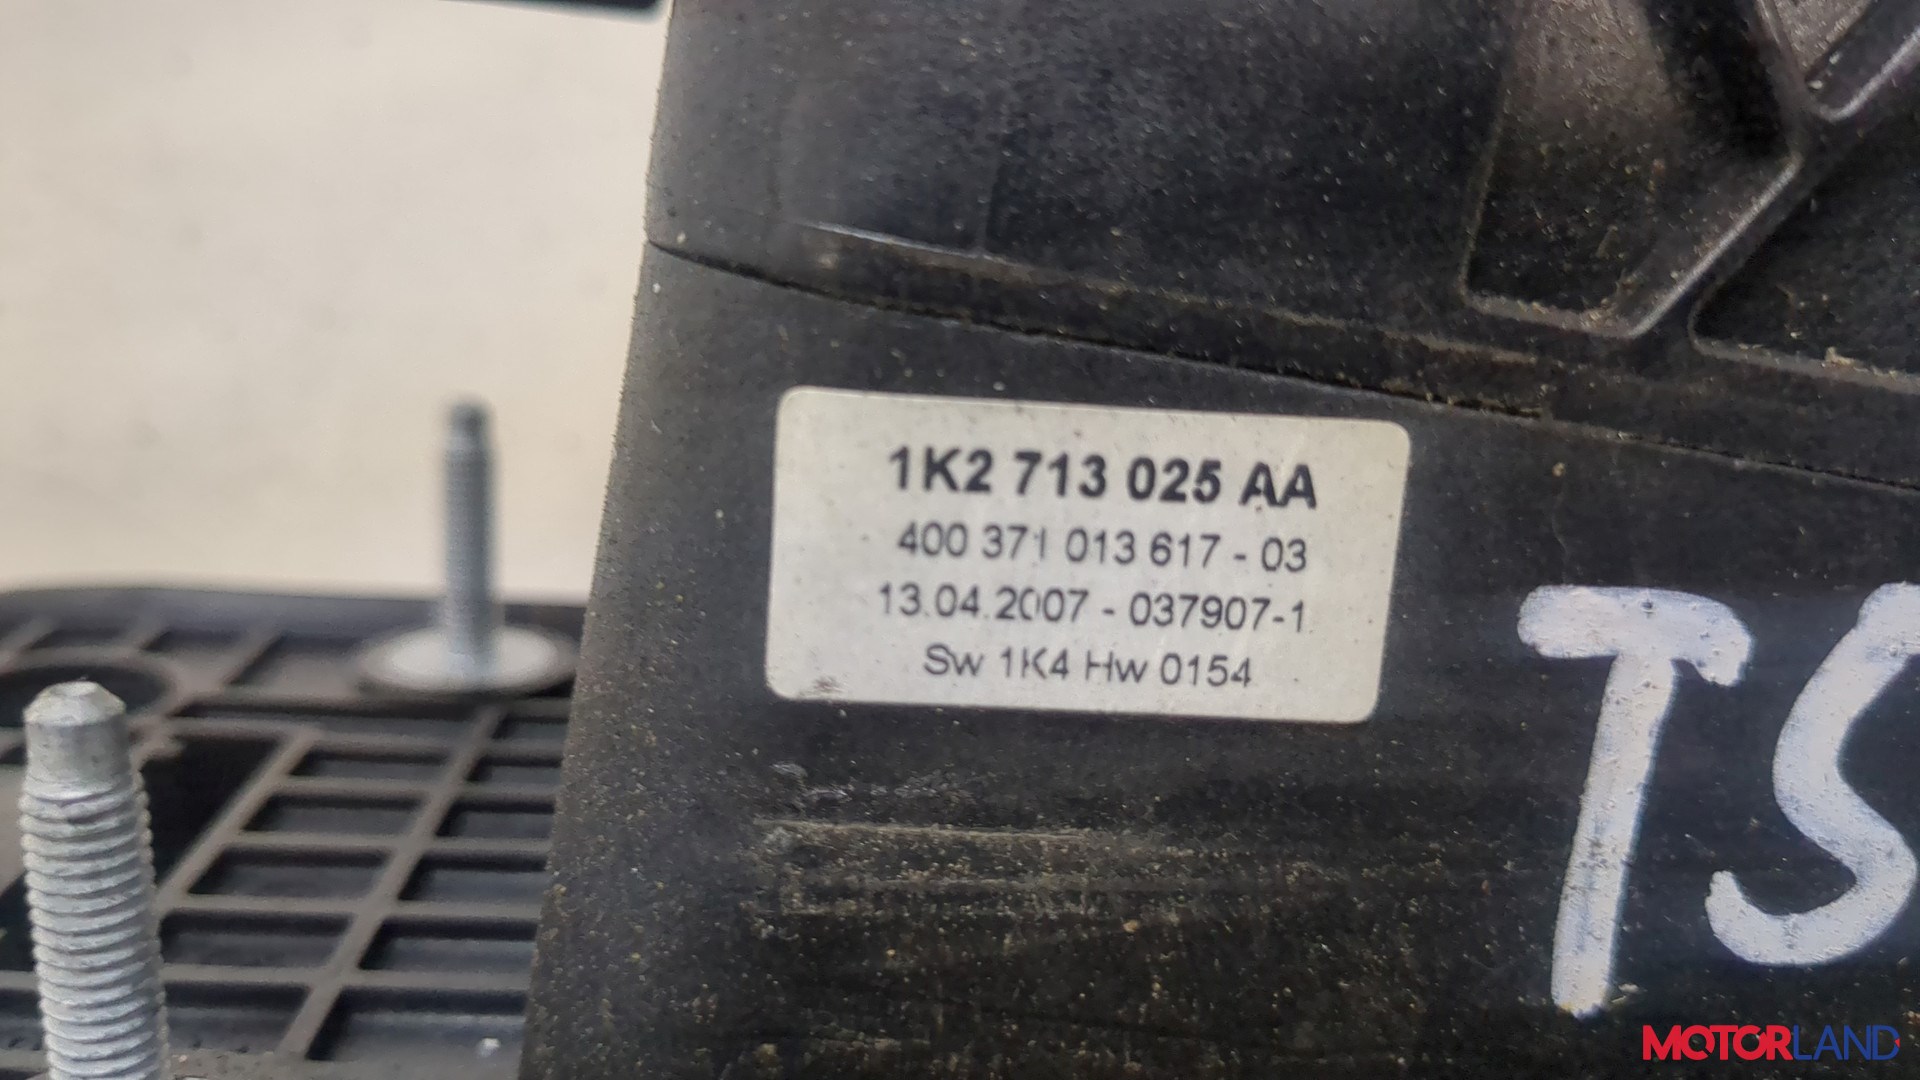 1K2 713 025 AA
400 371 013 617 - 03
13.04.2007 - 037907-1
Sw 1K4 Hw 0154
TS
MOTORLAND